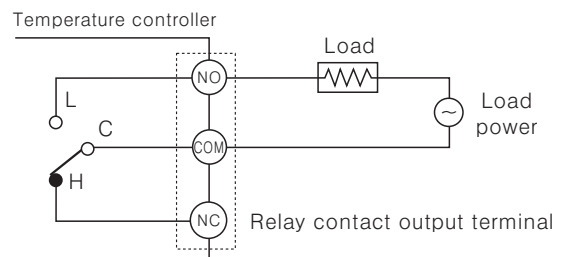 Temperature controller
Load
NO
L
Load
power
C
COM
H
NC
Relay contact output terminal